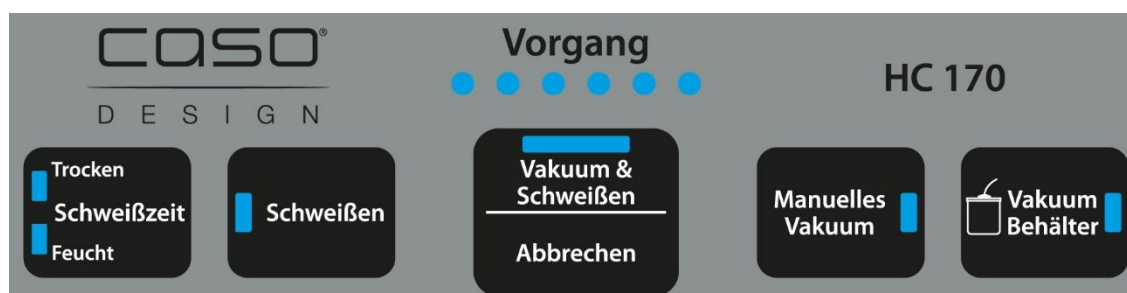 caso®
DESIGN
Vorgang
HC 170
Trocken
Schweißzeit
Feucht
Schweißen
Vakuum &
Schweißen
Abbrechen
Manuelles
Vakuum
Vakuum
Behälter